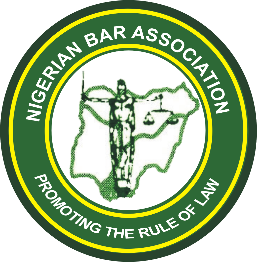 NIGERIAN BAR ASSOCIATION
PROMOTING THE RULE OF LAW